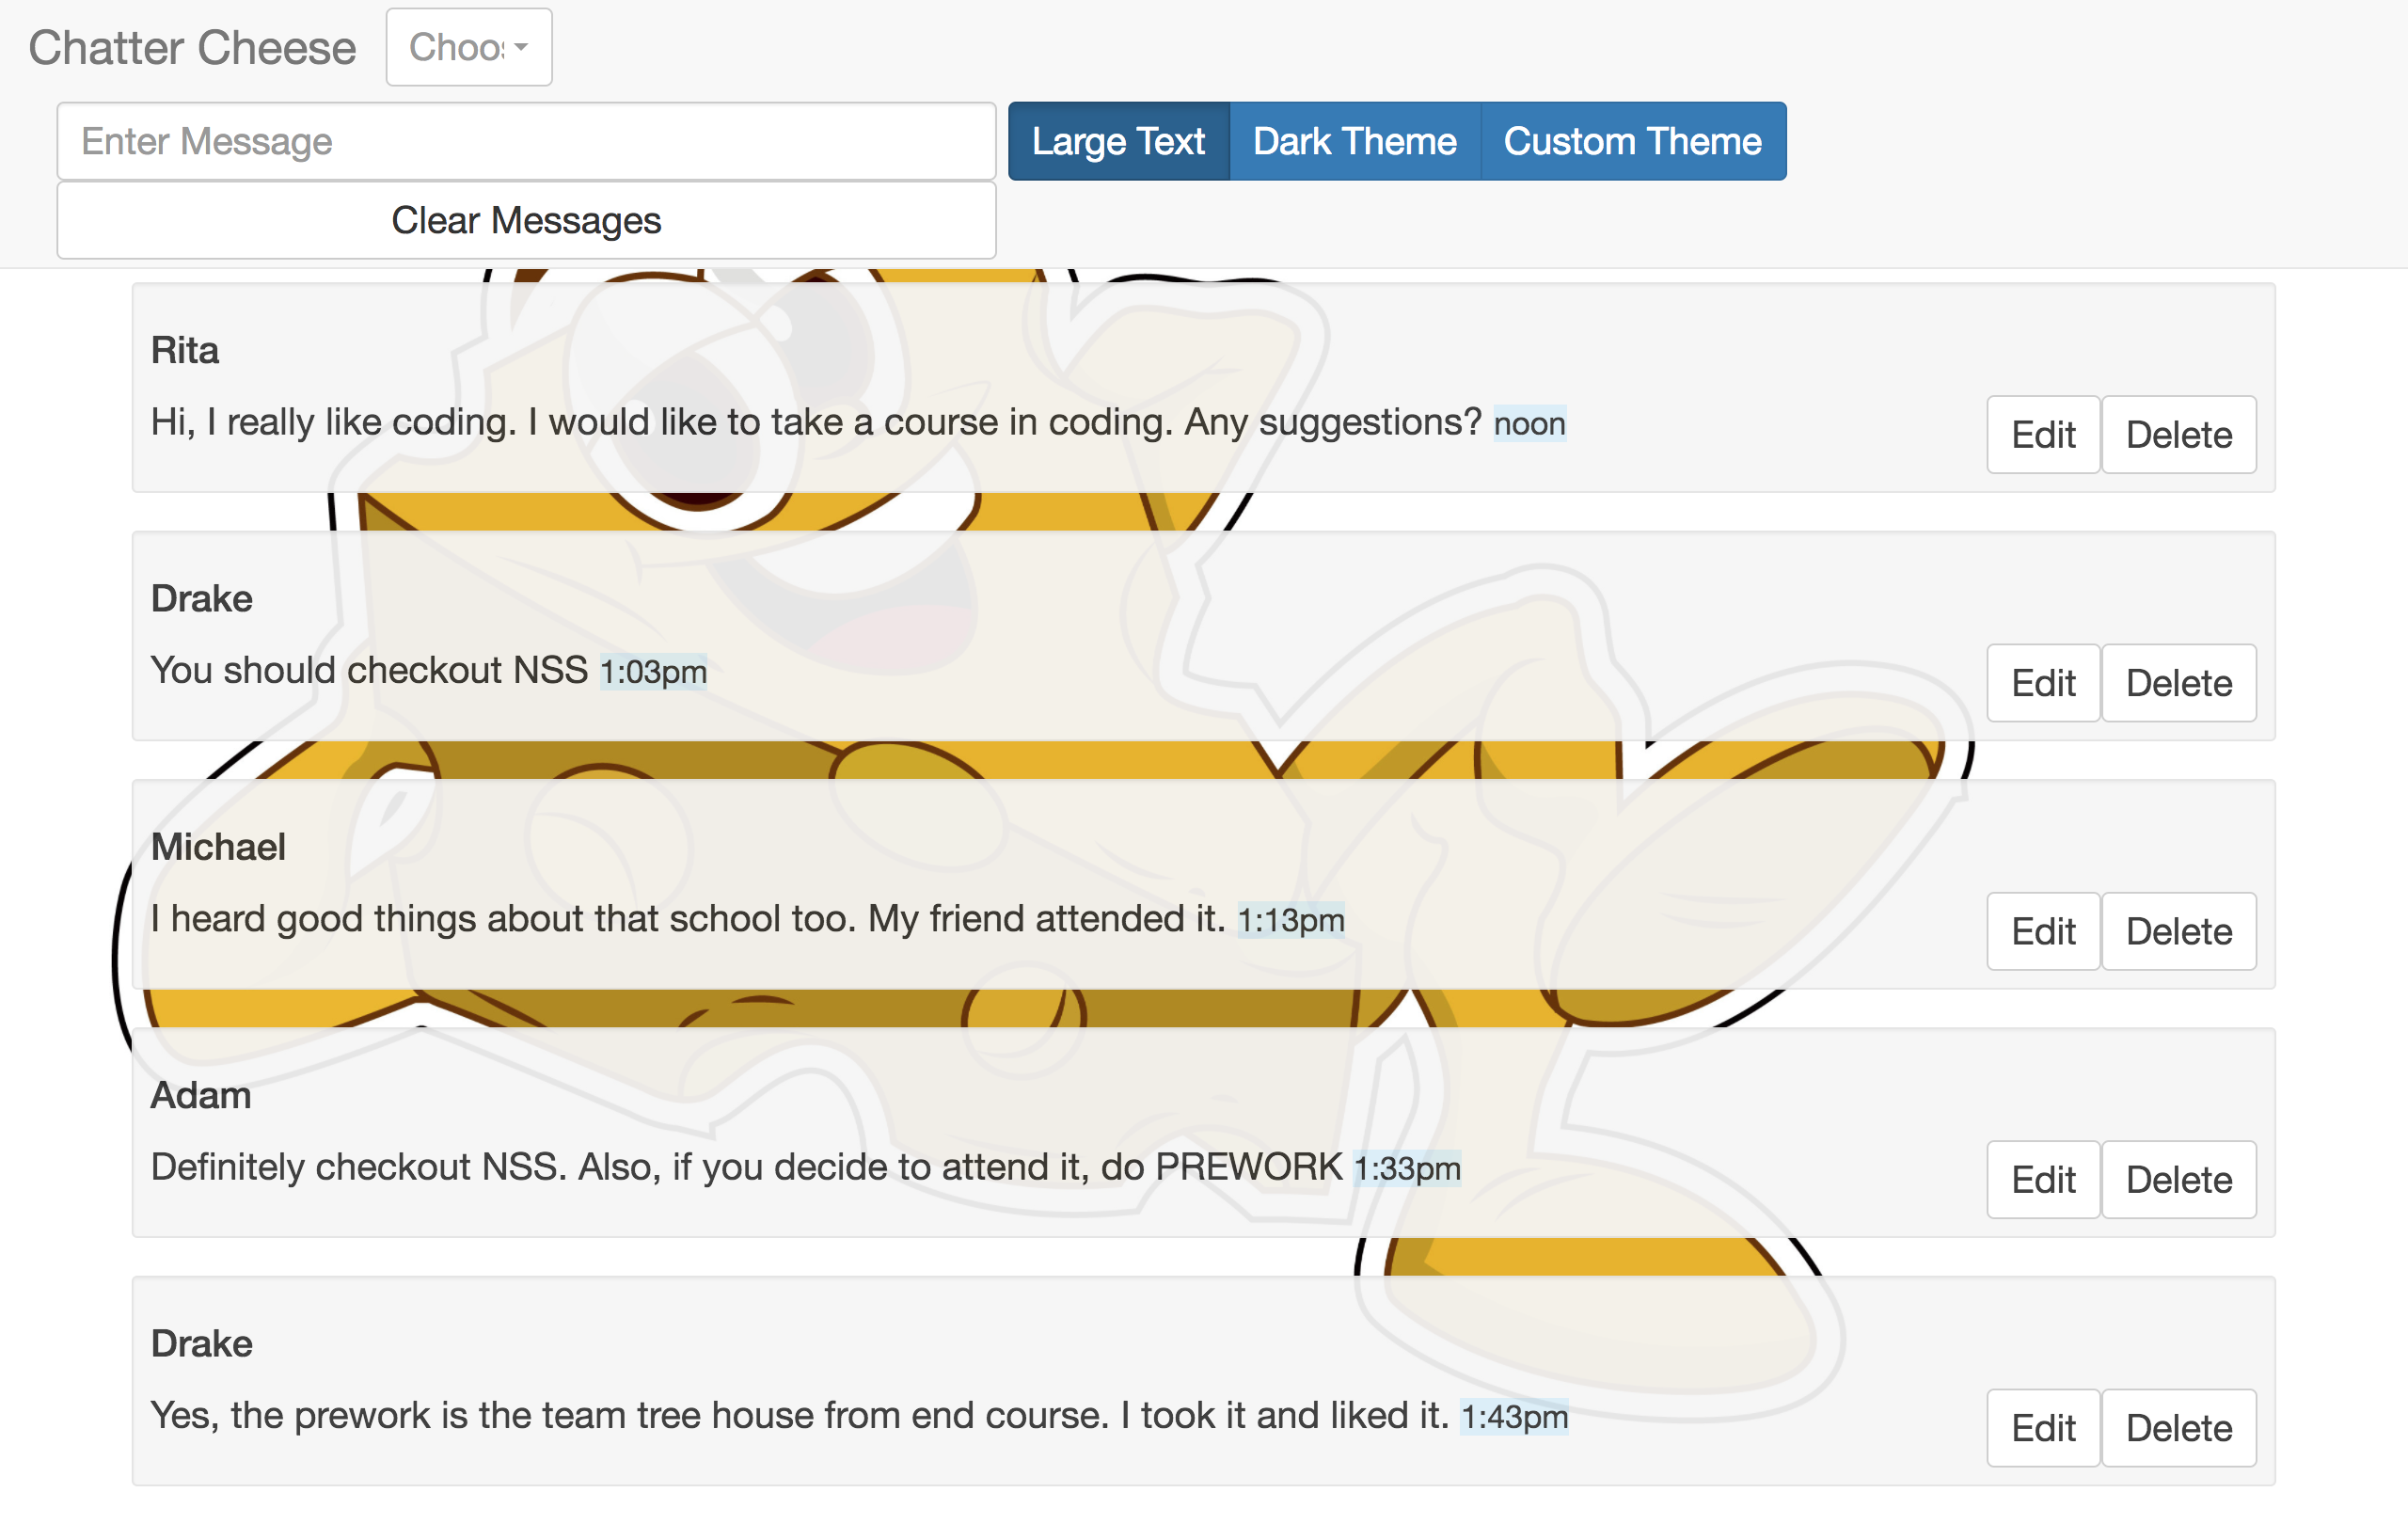 Chatter Cheese Choo
Enter Message Large Text Dark Theme Custom Theme
Clear Messages
Rita
Hi, I really like coding. I would like to take a course in coding. Any suggestions? noon Edit Delete
Drake
You should checkout NSS 1:03pm Edit Delete
Michael
I heard good things about that school too. My friend attended it. 1:13pm Edit Delete
Adam
Definitely checkout NSS. Also, if you decide to attend it, do PREWORK 1:33pm Edit Delete
Drake
Yes, the prework is the team tree house from end course. I took it and liked it. 1:43pm Edit Delete